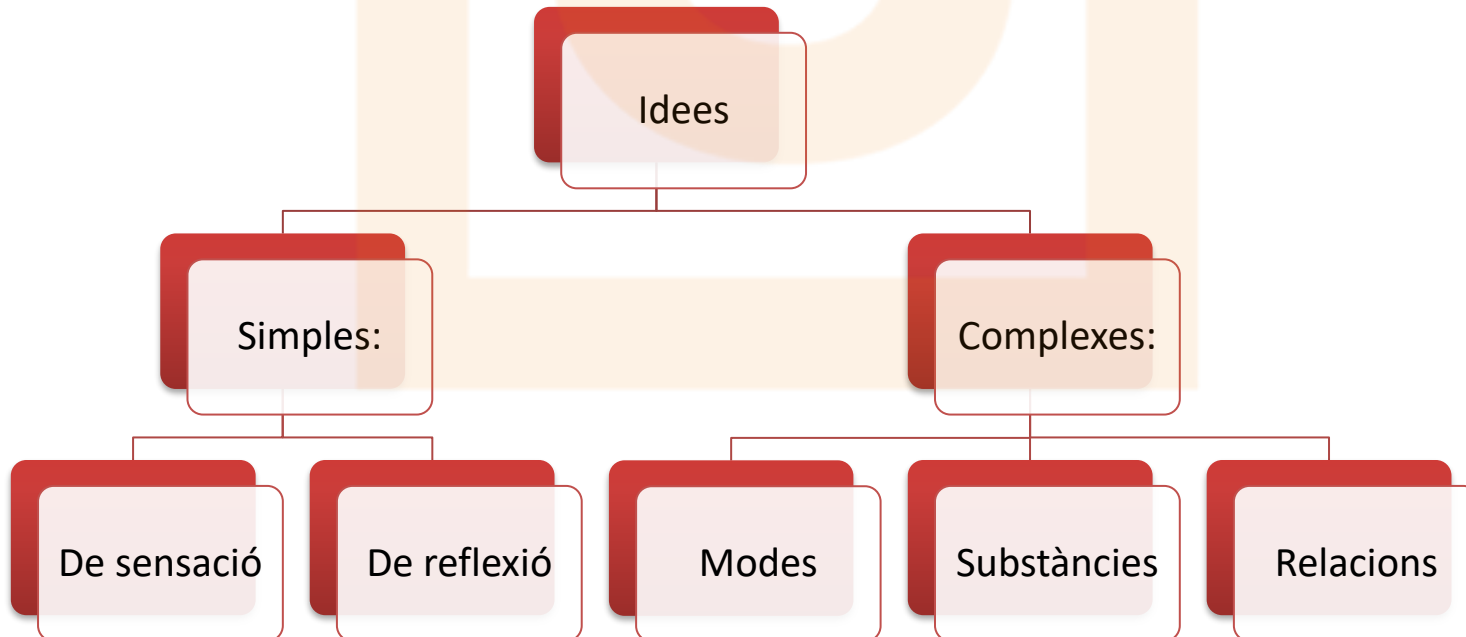 Idees
Simples:
Complexes:
De sensació
De reflexió
Modes
Substàncies
Relacions